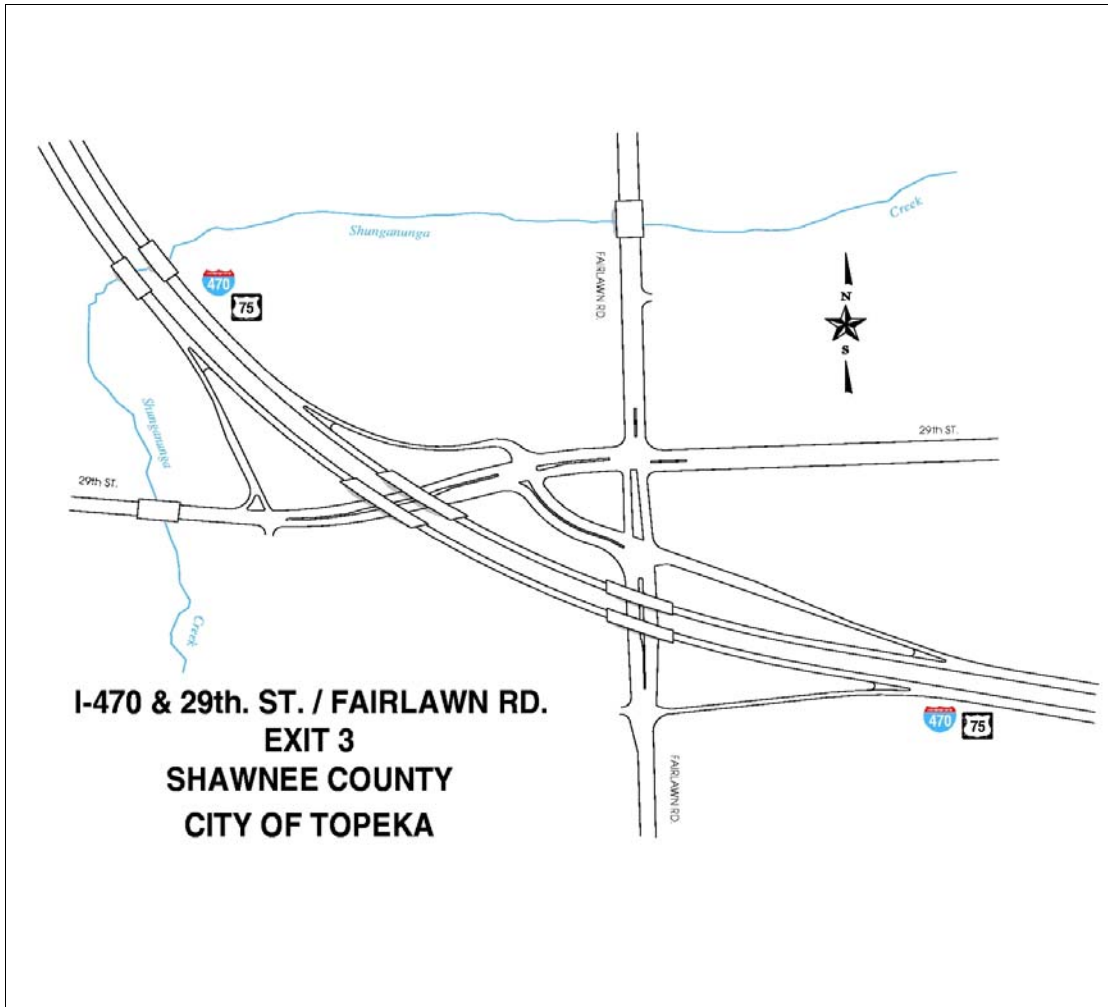 Shunganunga
Creek
470
75
FAIRLAWN RD.
N
S
Shunganunga
29th ST.
29th ST.
Creek
I-470 & 29th. ST. / FAIRLAWN RD.
EXIT 3
SHAWNEE COUNTY
CITY OF TOPEKA
470
75
FAIRLAWN RD.